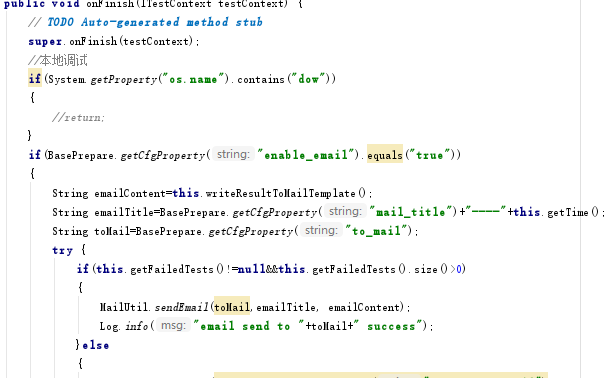 public void onFinish(ITestContext testContext) {
// TODO Auto-generated method stub
super.onFinish(testContext);
//本地调试
if(System.getProperty("os.name").contains("dow"))
{
//return;
}
if(BasePrepare.getCfgProperty( string: "enable_email").equals("true"))
{
String emailContent=this.writeResultToMailTemplate();
String emailTitle=BasePrepare.getCfgProperty( string: "mail_title")+"----"+this.getTime();
String toMail=BasePrepare.getCfgProperty( string: "to_mail");
try {
if(this.getFailedTests()!=null&&this.getFailedTests().size()>0)
{
MailUtil.sendEmail(toMail,emailTitle, emailContent);
Log.info( msg: "email send to "+toMail+" success");
}else
{